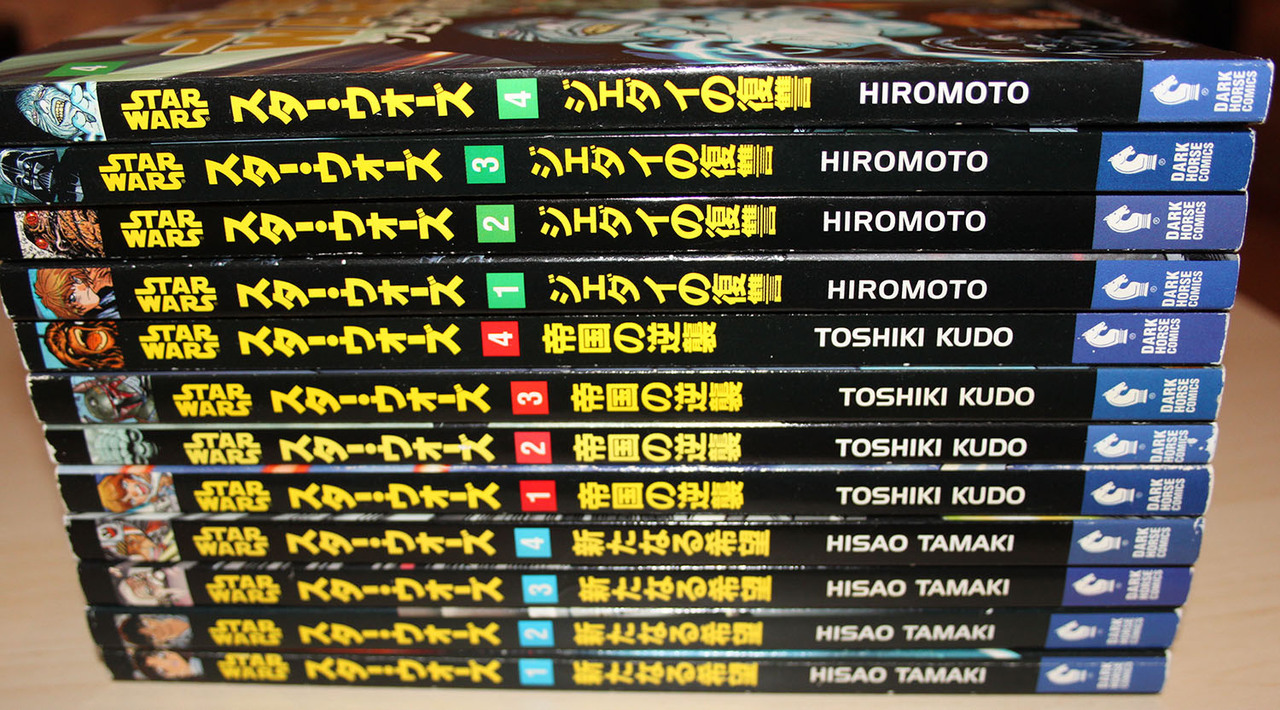 4
STAR WARS スター・ウォーズ 4 ジェダイの復讐 HIROMOTO DARK HORSE COMICS
STAR WARS スター・ウォーズ 3 ジェダイの復讐 HIROMOTO DARK HORSE COMICS
STAR WARS スター・ウォーズ 2 ジェダイの復讐 HIROMOTO DARK HORSE COMICS
STAR WARS スター・ウォーズ 1 ジェダイの復讐 HIROMOTO DARK HORSE COMICS
STAR WARS スター・ウォーズ 4 帝国の逆襲 TOSHIKI KUDO DARK HORSE COMICS
STAR WARS スター・ウォーズ 3 帝国の逆襲 TOSHIKI KUDO DARK HORSE COMICS
STAR WARS スター・ウォーズ 2 帝国の逆襲 TOSHIKI KUDO DARK HORSE COMICS
STAR WARS スター・ウォーズ 1 帝国の逆襲 TOSHIKI KUDO DARK HORSE COMICS
STAR WARS スター・ウォーズ 4 新たなる希望 HISAO TAMAKI DARK HORSE COMICS
STAR WARS スター・ウォーズ 3 新たなる希望 HISAO TAMAKI DARK HORSE COMICS
STAR WARS スター・ウォーズ 2 新たなる希望 HISAO TAMAKI DARK HORSE COMICS
STAR WARS スター・ウォーズ 1 新たなる希望 HISAO TAMAKI DARK HORSE COMICS